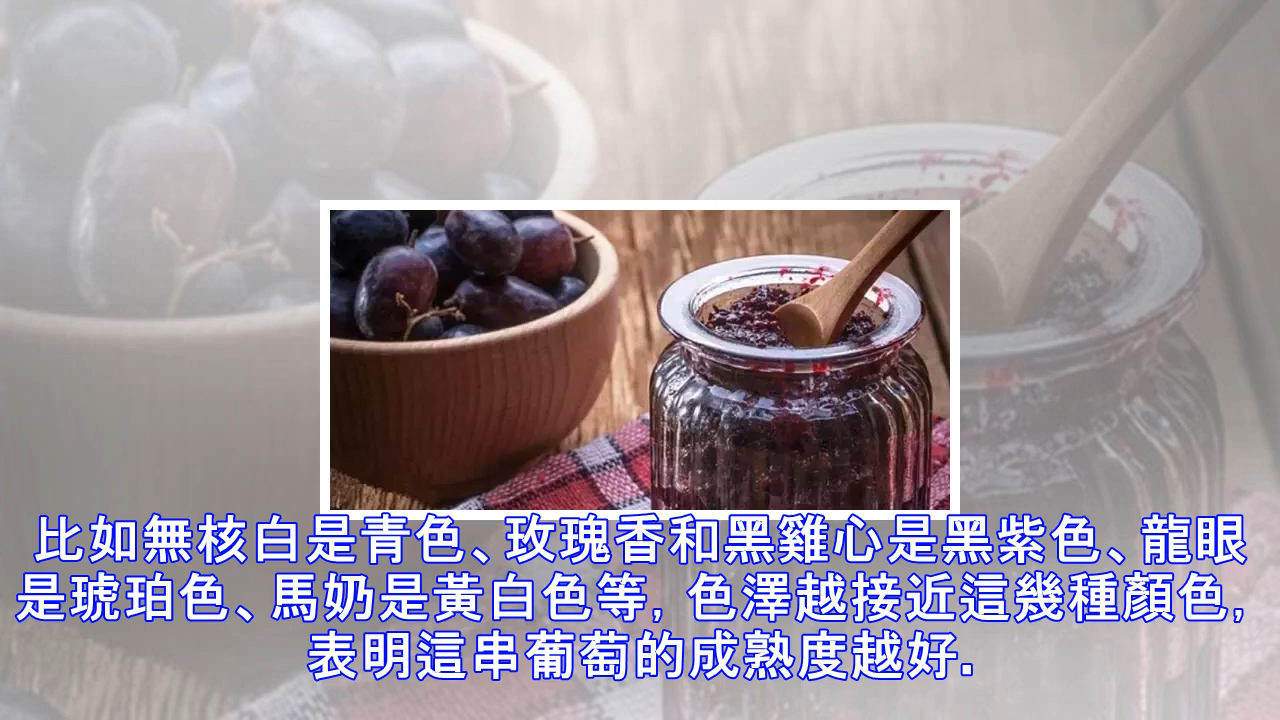 比如無核白是青色、玫瑰香和黑雞心是黑紫色、龍眼
是琥珀色、馬奶是黃白色等, 色澤越接近這幾種顏色,
表明這串葡萄的成熟度越好.